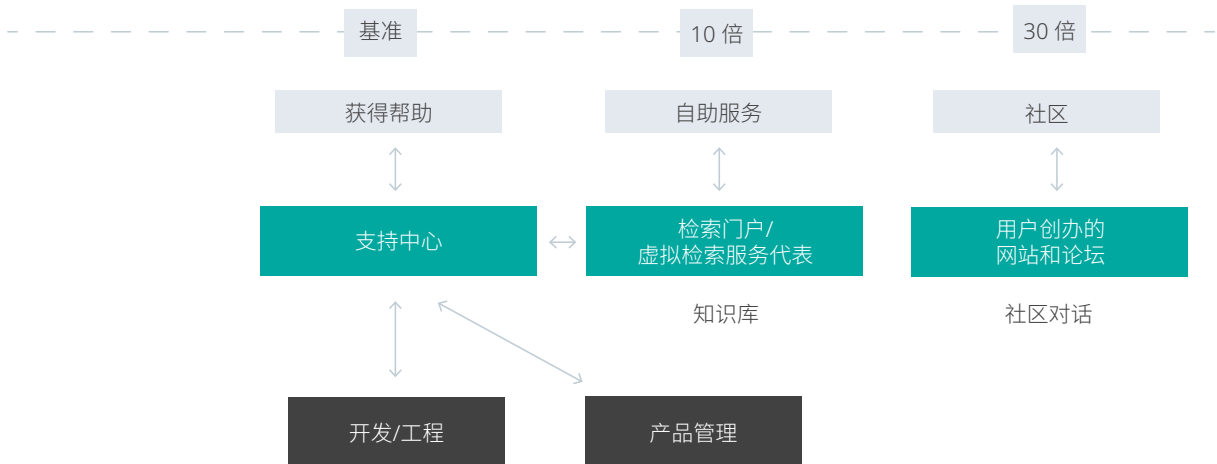 基准
10 倍
30 倍
获得帮助
自助服务
社区
支持中心
检索门户/
虚拟检索服务代表
用户创办的
网站和论坛
知识库
社区对话
开发/工程
产品管理